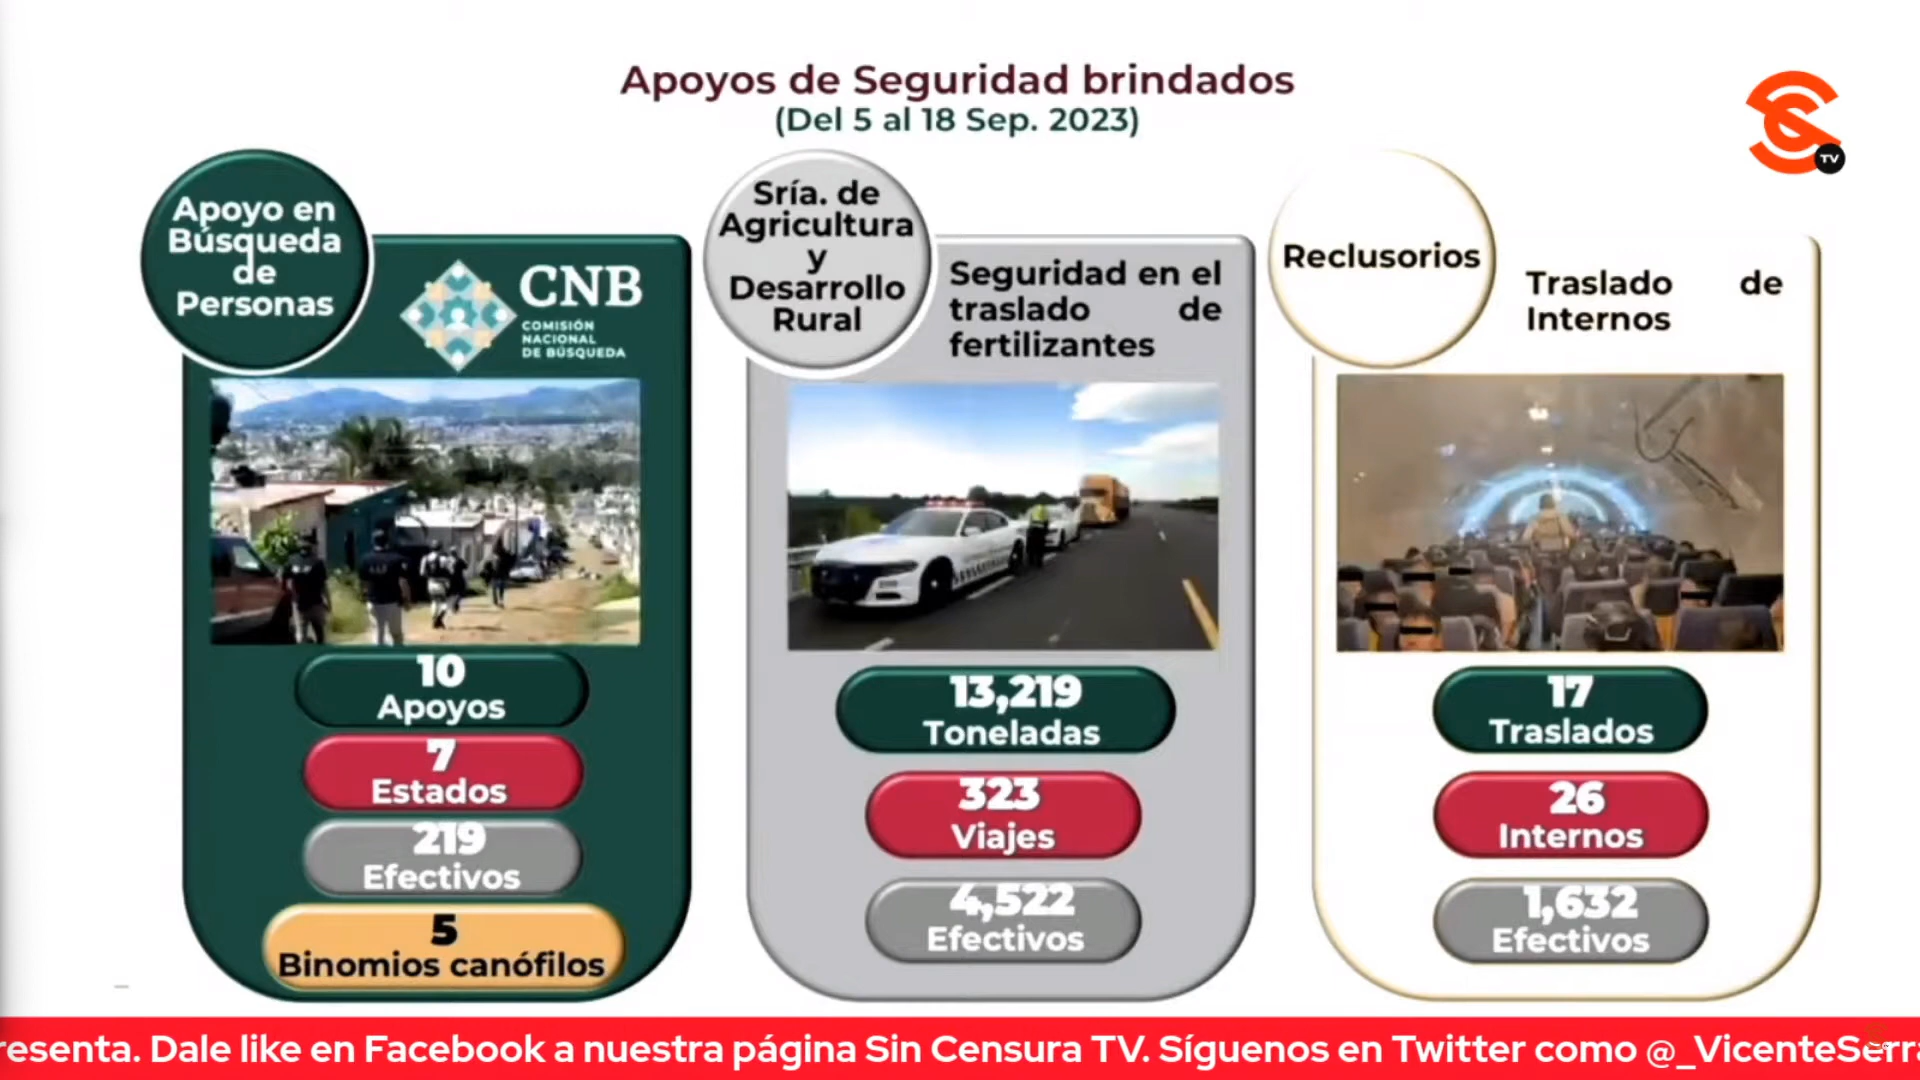 Apoyos de Seguridad brindados
(Del 5 al 18 Sep. 2023)
TV
Apoyo en
Búsqueda
de
Personas
CNB
COMISIÓN
NACIONAL
DE BÚSQUEDA
10
Apoyos
7
Estados
219
Efectivos
5
Binomios canófilos
Sría. de
Agricultura
y
Desarrollo
Rural
Seguridad en el
traslado de
fertilizantes
13,219
Toneladas
323
Viajes
4,522
Efectivos
Reclusorios
Traslado de
Internos
17
Traslados
26
Internos
1,632
Efectivos
resenta. Dale like en Facebook a nuestra página Sin Censura TV. Síguenos en Twitter como @_VicenteSerra